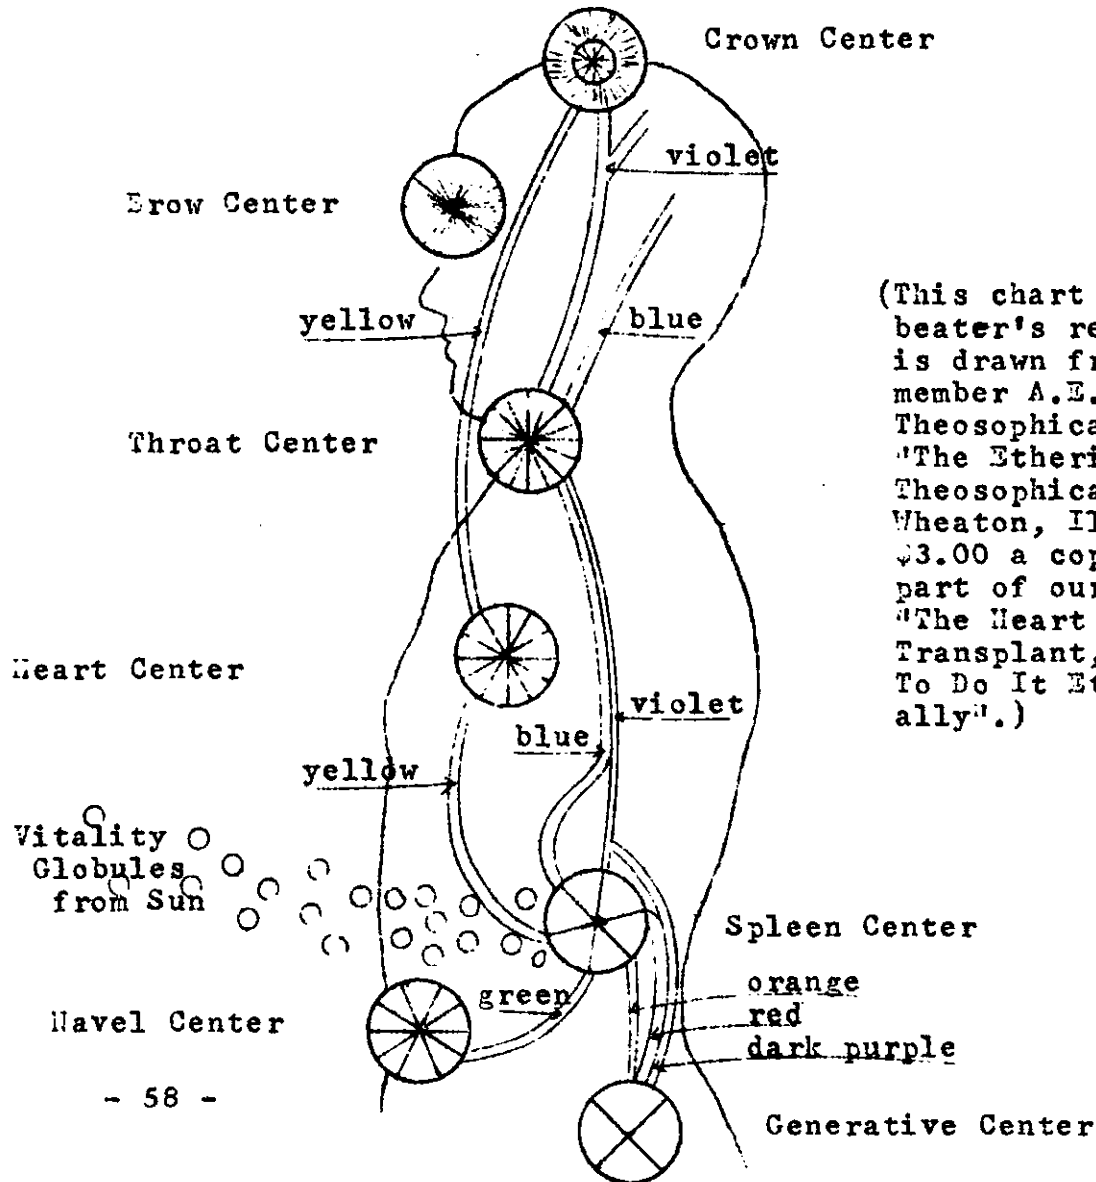 Crown Center
violet
Brow Center
yellow
blue
Throat Center
(This chart
beater's re
is drawn fr
member A.E.
Theosophica
"The Etheri
Theosophica
Wheaton, Il
$3.00 a cop
part of our
"The Heart
Transplant,
To Do It Et
ally".)
Heart Center
violet
blue
yellow
Vitality
Globules
from Sun
Spleen Center
green
orange
red
dark purple
Navel Center
- 58 -
Generative Center